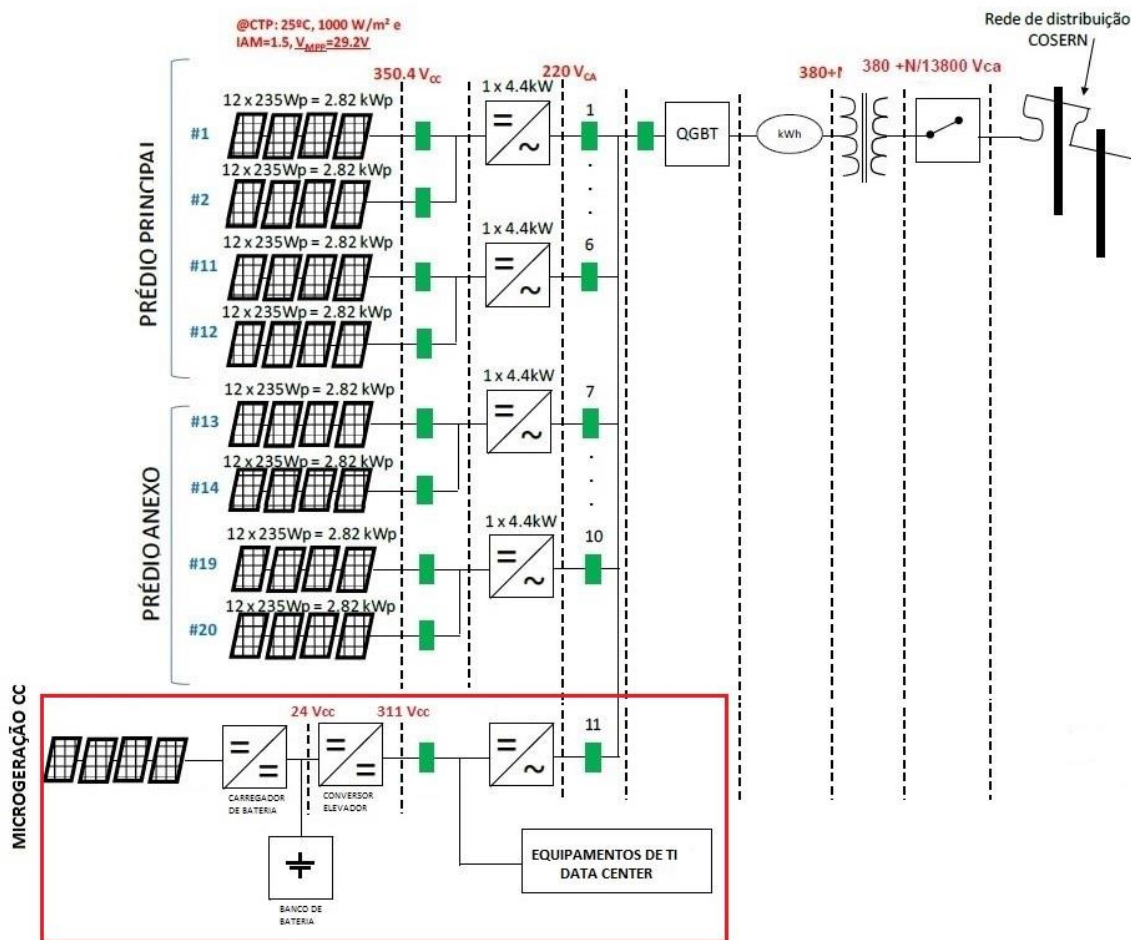 @CTP: 25ºC, 1000 W/m² e
IAM=1.5, VMPP=29.2V
Rede de distribuição
COSERN
350.4 VCC
220 VCA
380+N
380 +N/13800 Vca
PRÉDIO PRINCIPAL
12 x 235Wp = 2.82 kWp
#1
1 x 4.4kW
1
QGBT
kWh
12 x 235Wp = 2.82 kWp
#2
12 x 235Wp = 2.82 kWp
#11
1 x 4.4kW
6
12 x 235Wp = 2.82 kWp
#12
PRÉDIO ANEXO
12 x 235Wp = 2.82 kWp
#13
1 x 4.4kW
7
12 x 235Wp = 2.82 kWp
#14
12 x 235Wp = 2.82 kWp
#19
1 x 4.4kW
10
12 x 235Wp = 2.82 kWp
#20
MICROGERAÇÃO CC
24 Vcc
311 Vcc
11
CARREGADOR
DE BATERIA
CONVERSOR
ELEVADOR
BANCO DE
BATERIA
EQUIPAMENTOS DE TI
DATA CENTER